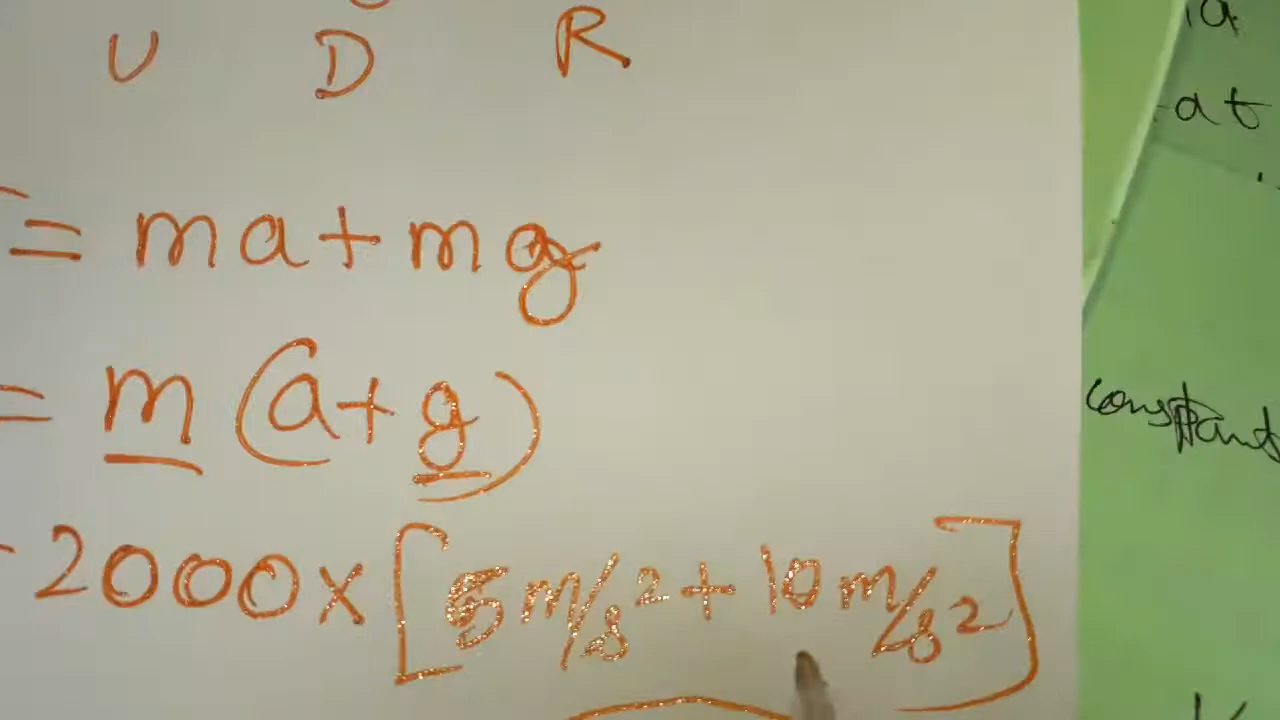 U D R
= ma + mg
= m (a + g)
2000 x [5 m/s2 + 10 m/s2]
a
at
constant